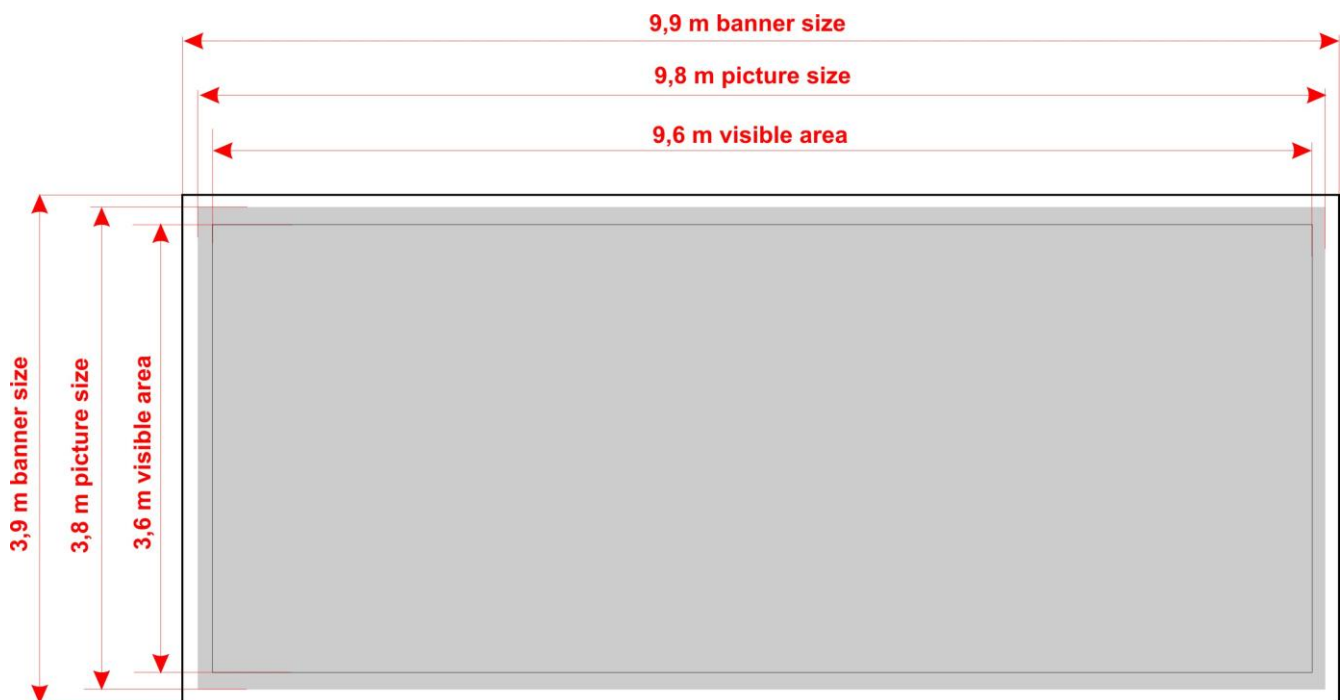 9,9 m banner size
9,8 m picture size
9,6 m visible area
3,9 m banner size
3,8 m picture size
3,6 m visible area